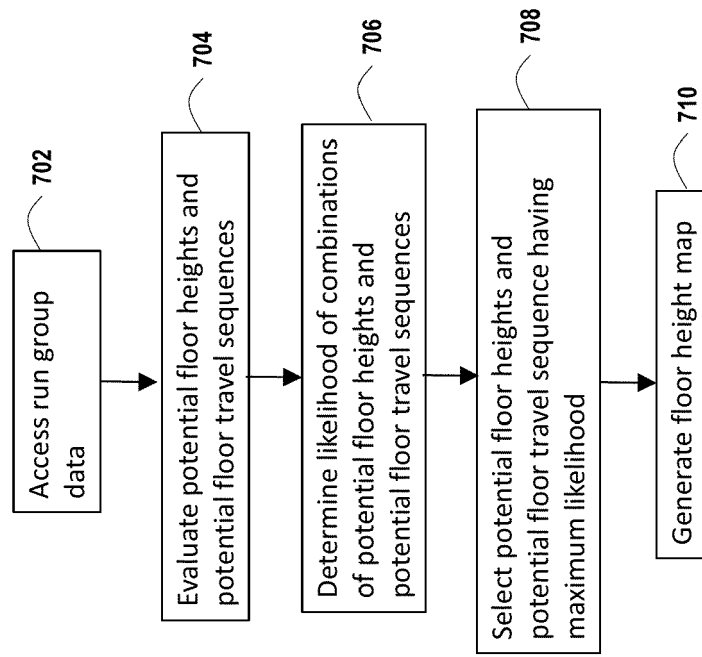 702
Access run group
data
704
Evaluate potential floor heights and
potential floor travel sequences
706
Determine likelihood of combinations
of potential floor heights and
potential floor travel sequences
708
Select potential floor heights and
potential floor travel sequence having
maximum likelihood
710
Generate floor height map